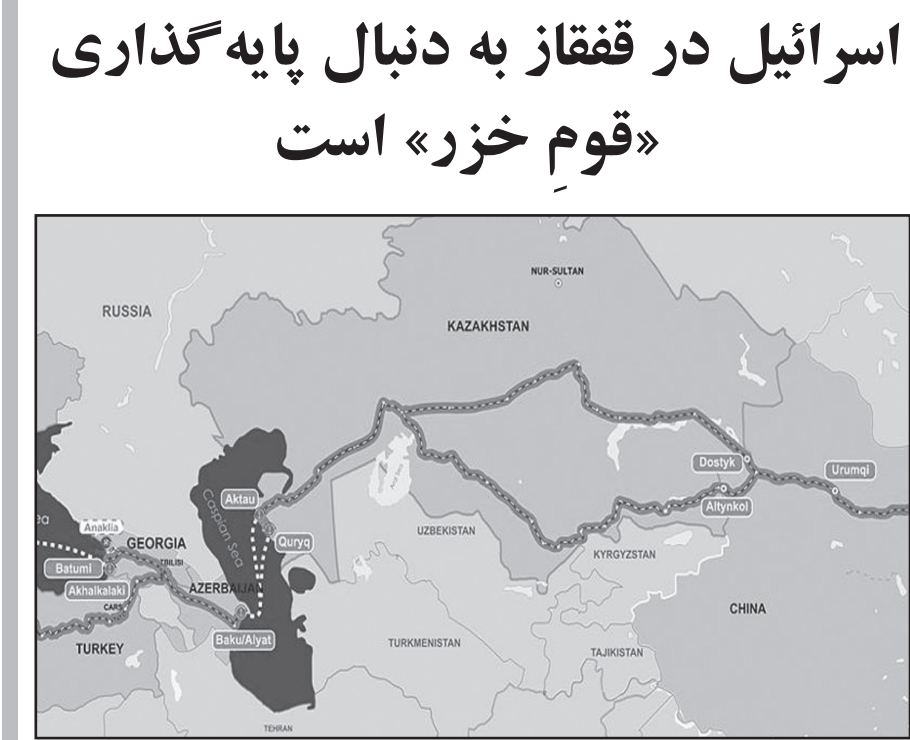 اسرائیل در قفقاز به دنبال پایه‌گذاری
«قومِ خزر» است
NUR-SULTAN
RUSSIA
KAZAKHSTAN
Dostyk
Urumqi
Aktau
Altynkol
Caspian Sea
ea
Anaklia
GEORGIA
Quryq
UZBEKISTAN
KYRGYZSTAN
TBILISI
Batumi
Akhalkalaki
AZERBAIJAN
CARS
CHINA
Baku/Alyat
TURKEY
TURKMENISTAN
TAJIKISTAN
TEHRAN